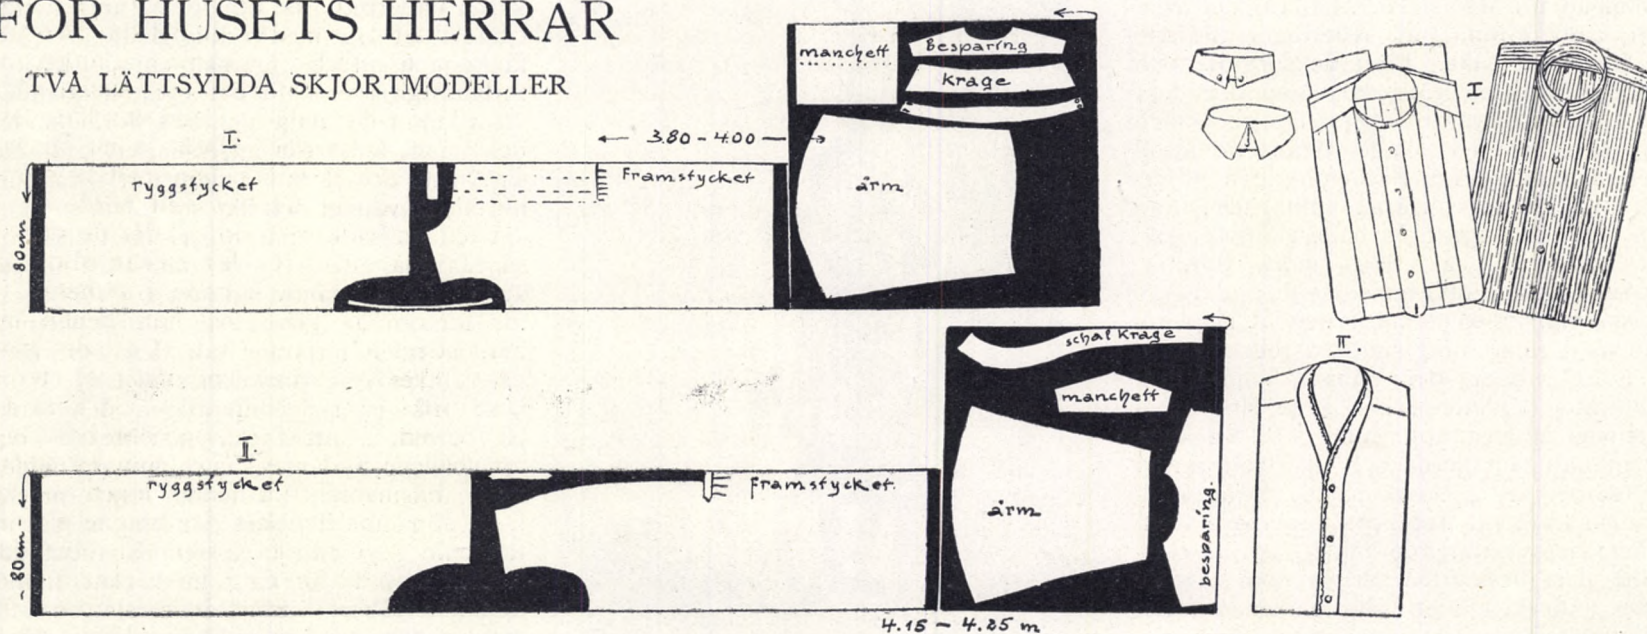 FÖR HUSETS HERRAR
TVÅ LÄTTSYDDA SKJORTMODELLER
I.
3.80 - 4.00
ryggstycket
Framstycket
80 cm
manchett
Besparing
krage
ärm
I
II
ryggstycket
Framstycket.
80 cm
schal krage
manchett
ärm
besparing.
4.15 - 4.25 m
II